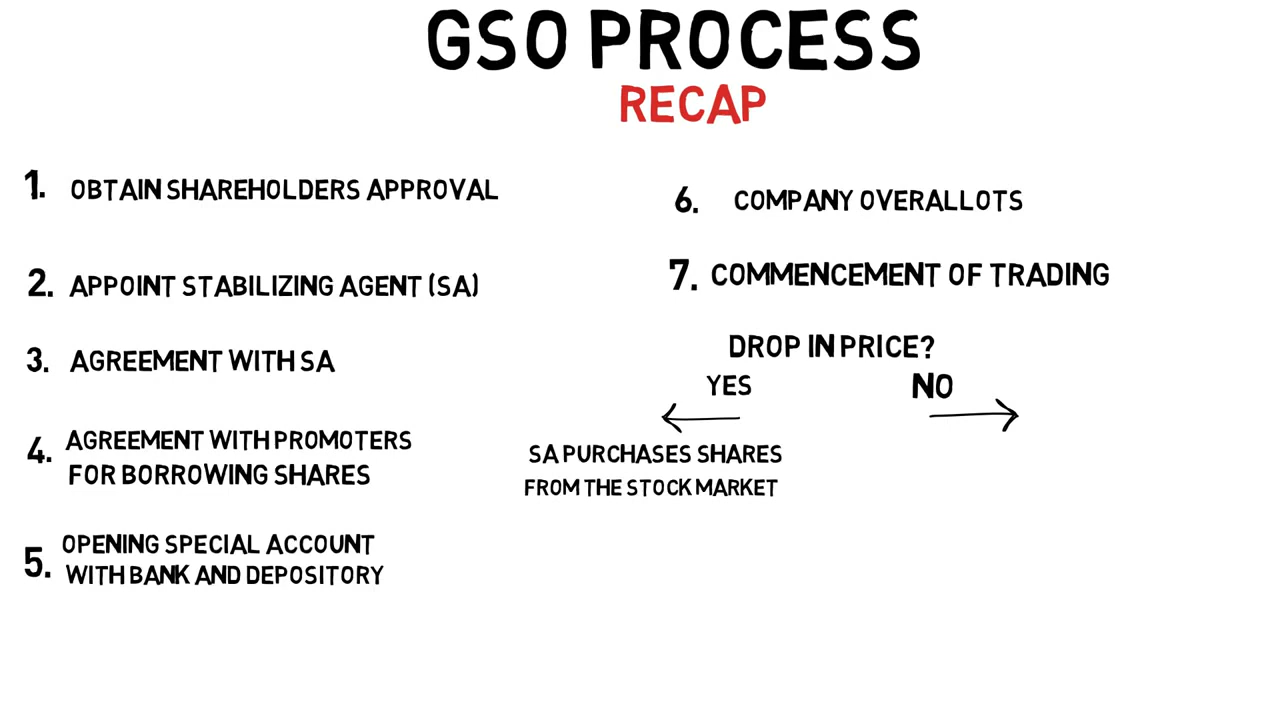 GSO PROCESS
RECAP
1. OBTAIN SHAREHOLDERS APPROVAL
2. APPOINT STABILIZING AGENT (SA)
3. AGREEMENT WITH SA
4. AGREEMENT WITH PROMOTERS
FOR BORROWING SHARES
5. OPENING SPECIAL ACCOUNT
WITH BANK AND DEPOSITORY
6. COMPANY OVERALLOTS
7. COMMENCEMENT OF TRADING
DROP IN PRICE?
YES NO
SA PURCHASES SHARES
FROM THE STOCK MARKET